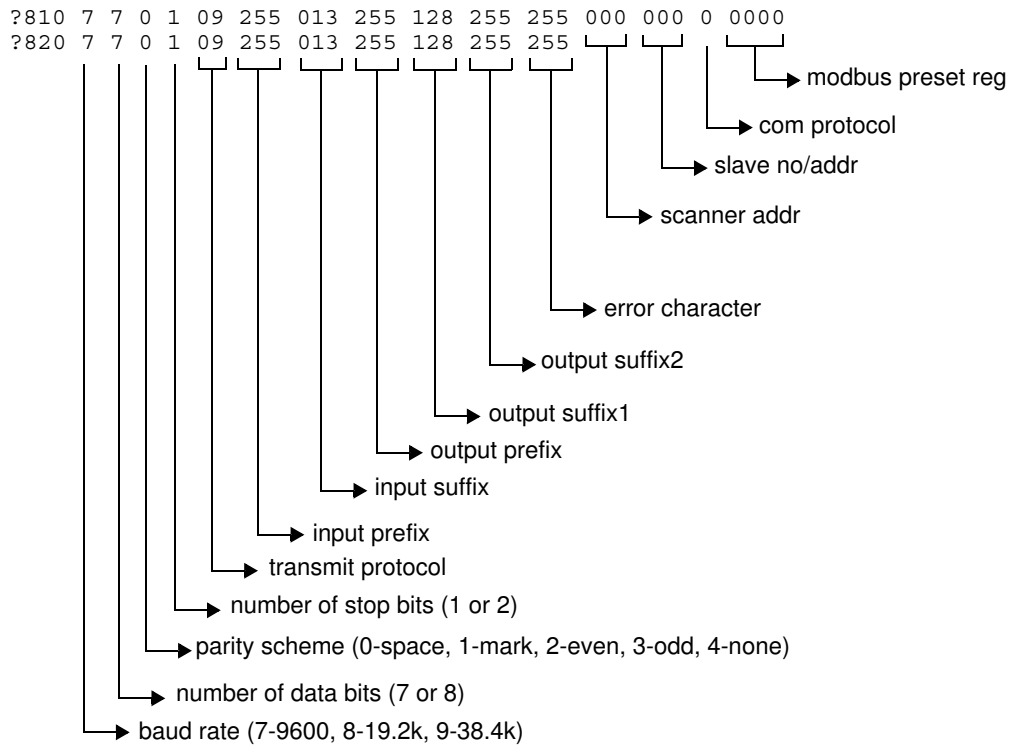 ?810 7 7 0 1 09 255 013 255 128 255 255 000 000 0 0000
?820 7 7 0 1 09 255 013 255 128 255 255 000 000 0 0000
modbus preset reg
com protocol
slave no/addr
scanner addr
error character
output suffix2
output suffix1
output prefix
input suffix
input prefix
transmit protocol
number of stop bits (1 or 2)
parity scheme (0-space, 1-mark, 2-even, 3-odd, 4-none)
number of data bits (7 or 8)
baud rate (7-9600, 8-19.2k, 9-38.4k)